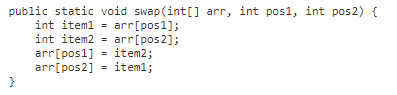 public static void swap(int[] arr, int pos1, int pos2) {
    int item1 = arr[pos1];
    int item2 = arr[pos2];
    arr[pos1] = item2;
    arr[pos2] = item1;
}